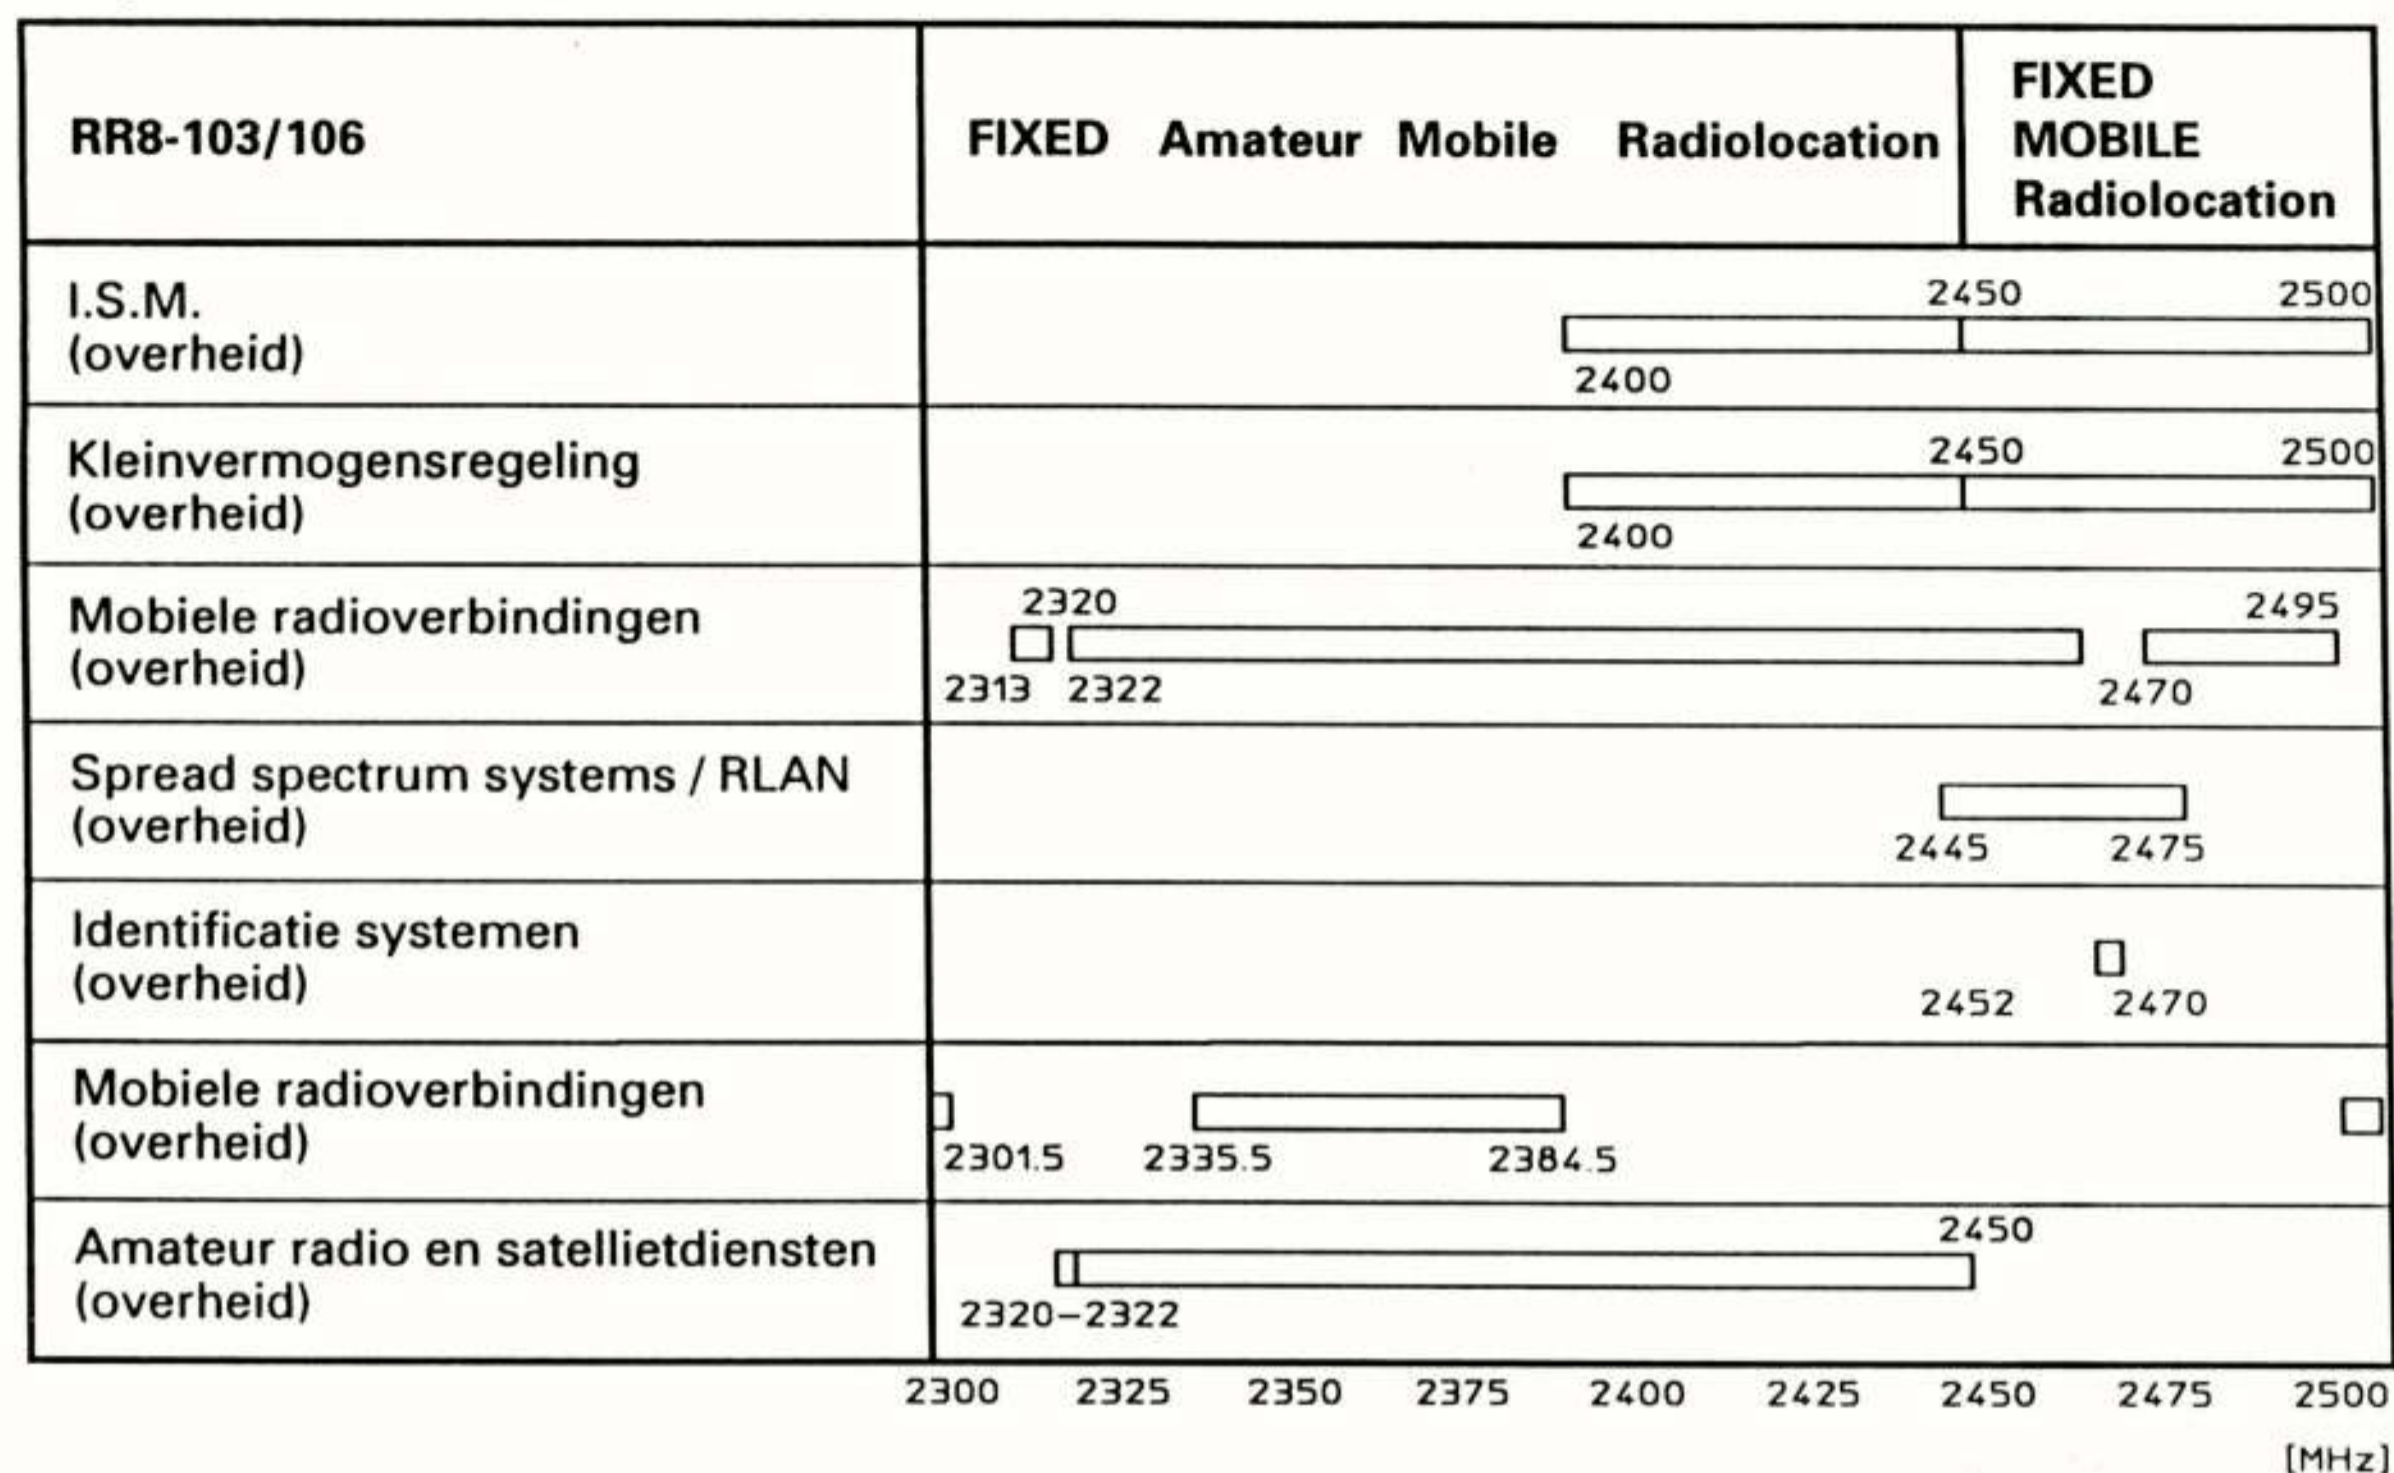 RR8-103/106
FIXED Amateur Mobile Radiolocation
FIXED
MOBILE
Radiolocation
I.S.M.
(overheid)
2450 2500
2400
Kleinvermogensregeling
(overheid)
2450 2500
2400
Mobiele radioverbindingen
(overheid)
2320 2495
2313 2322 2470
Spread spectrum systems / RLAN
(overheid)
2445 2475
Identificatie systemen
(overheid)
2452 2470
Mobiele radioverbindingen
(overheid)
2301.5 2335.5 2384.5
Amateur radio en satellietdiensten
(overheid)
2450
2320–2322
2300 2325 2350 2375 2400 2425 2450 2475 2500
[MHz]